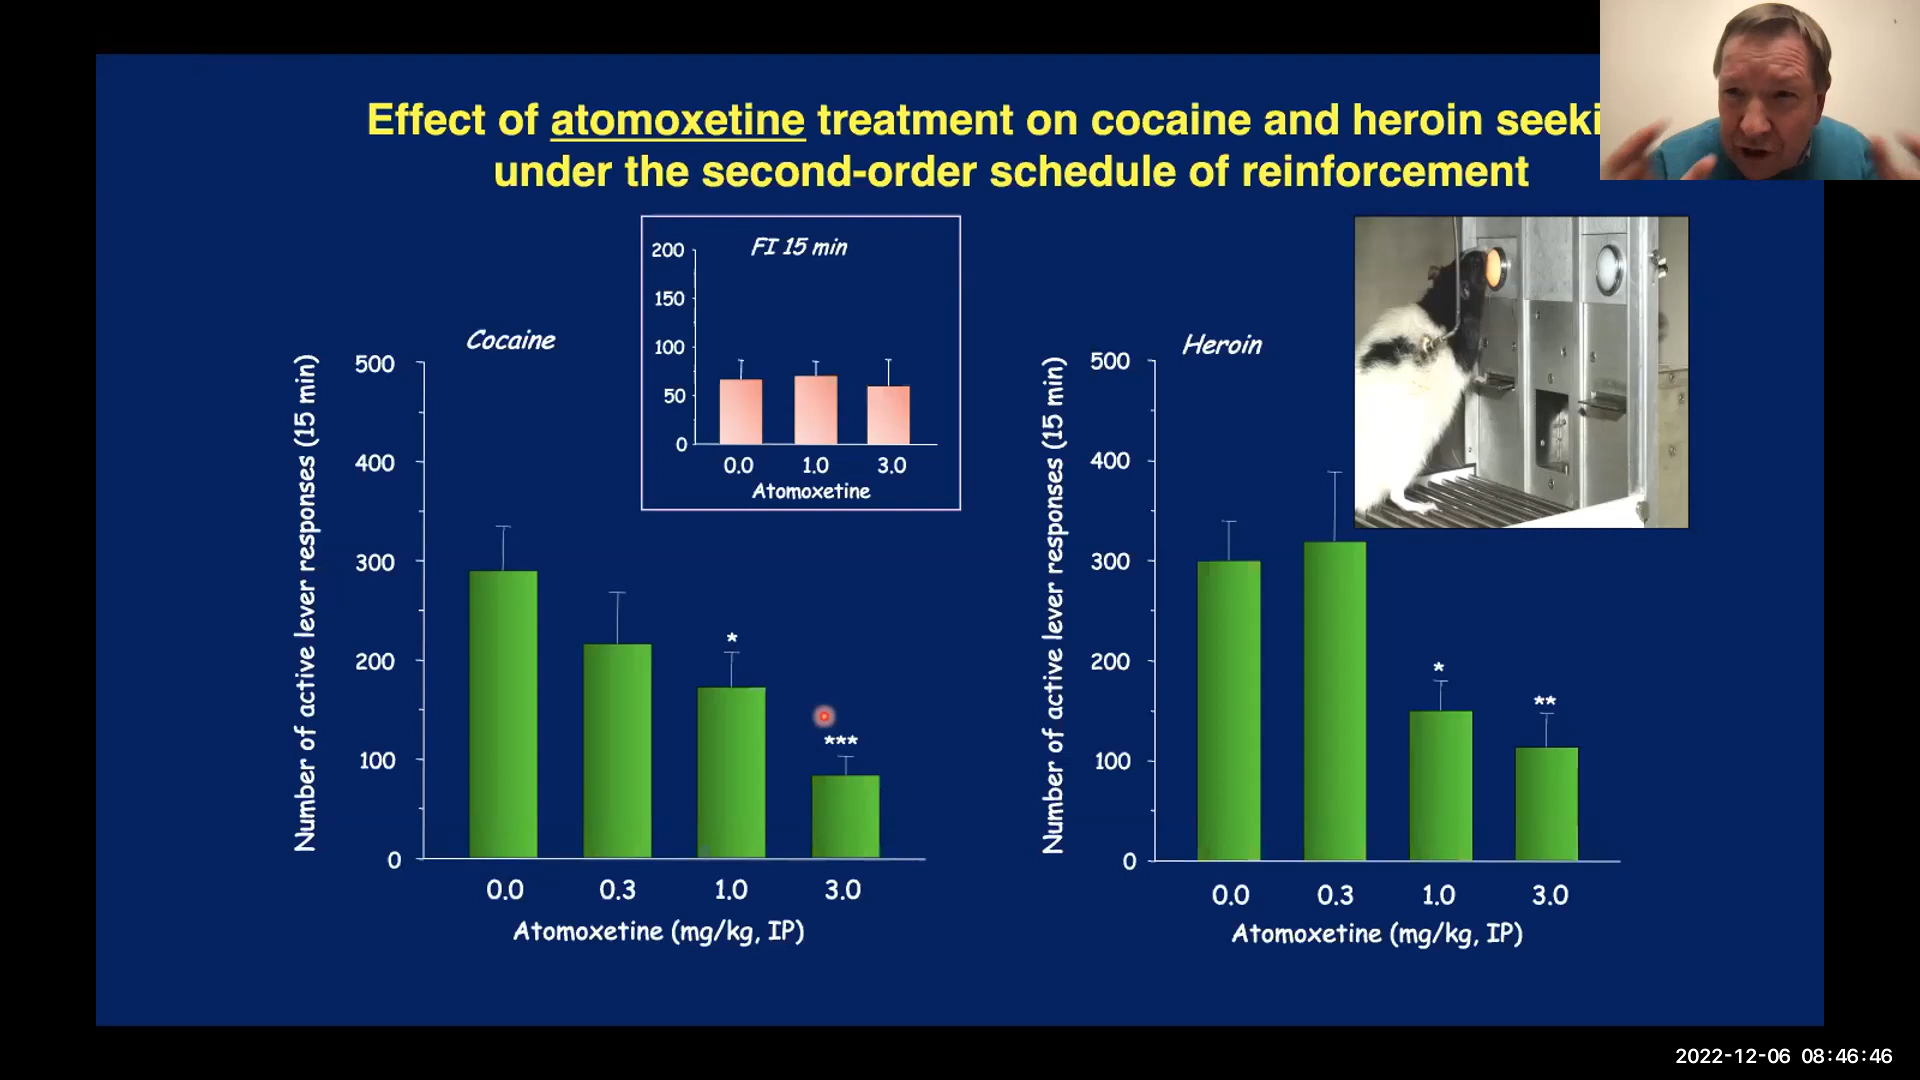 Effect of atomoxetine treatment on cocaine and heroin seeki
under the second-order schedule of reinforcement
FI 15 min
200
150
100
50
0
0.0 1.0 3.0
Atomoxetine
Cocaine
Number of active lever responses (15 min)
500
400
300
200
100
0
*
***
0.0 0.3 1.0 3.0
Atomoxetine (mg/kg, IP)
Heroin
Number of active lever responses (15 min)
500
400
300
200
100
0
*
**
0.0 0.3 1.0 3.0
Atomoxetine (mg/kg, IP)
2022-12-06 08:46:46